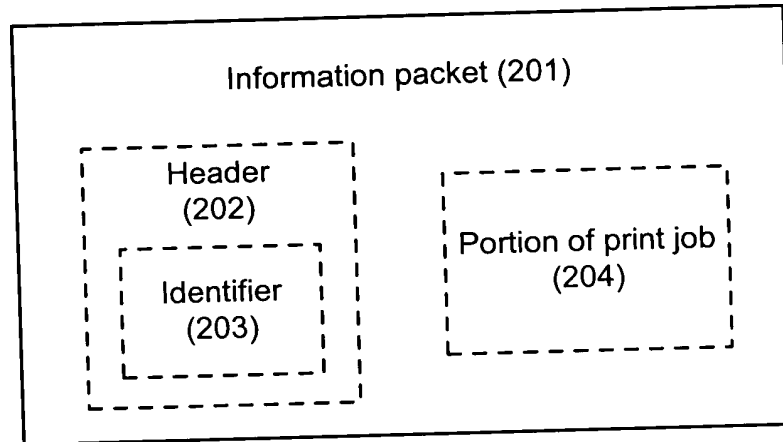 Information packet (201)
Header
(202)
Identifier
(203)
Portion of print job
(204)